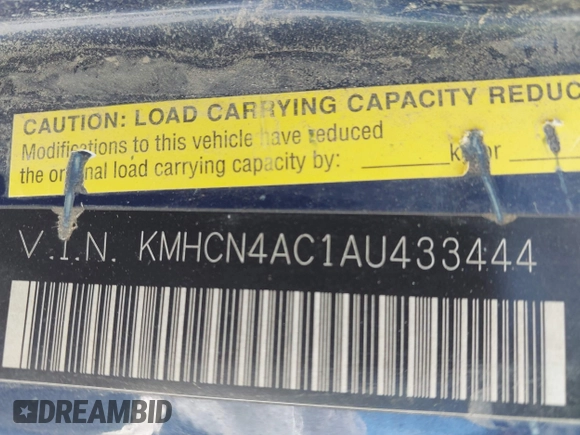 CAUTION: LOAD CARRYING CAPACITY REDUC
Modifications to this vehicle have reduced
the original load carrying capacity by:
V.I.N. KMHCN4AC1AU433444
DREAMBID